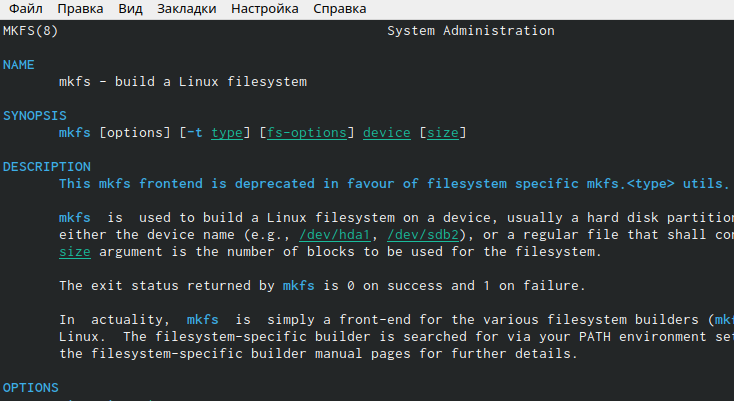 Файл Правка Вид Закладки Настройка Справка
MKFS(8) System Administration
NAME
mkfs - build a Linux filesystem
SYNOPSIS
mkfs [options] [-t type] [fs-options] device [size]
DESCRIPTION
This mkfs frontend is deprecated in favour of filesystem specific mkfs.<type> utils.
mkfs is used to build a Linux filesystem on a device, usually a hard disk partition
either the device name (e.g., /dev/hda1, /dev/sdb2), or a regular file that shall con
size argument is the number of blocks to be used for the filesystem.
The exit status returned by mkfs is 0 on success and 1 on failure.
In actuality, mkfs is simply a front-end for the various filesystem builders (mkf
Linux. The filesystem-specific builder is searched for via your PATH environment set
the filesystem-specific builder manual pages for further details.
OPTIONS